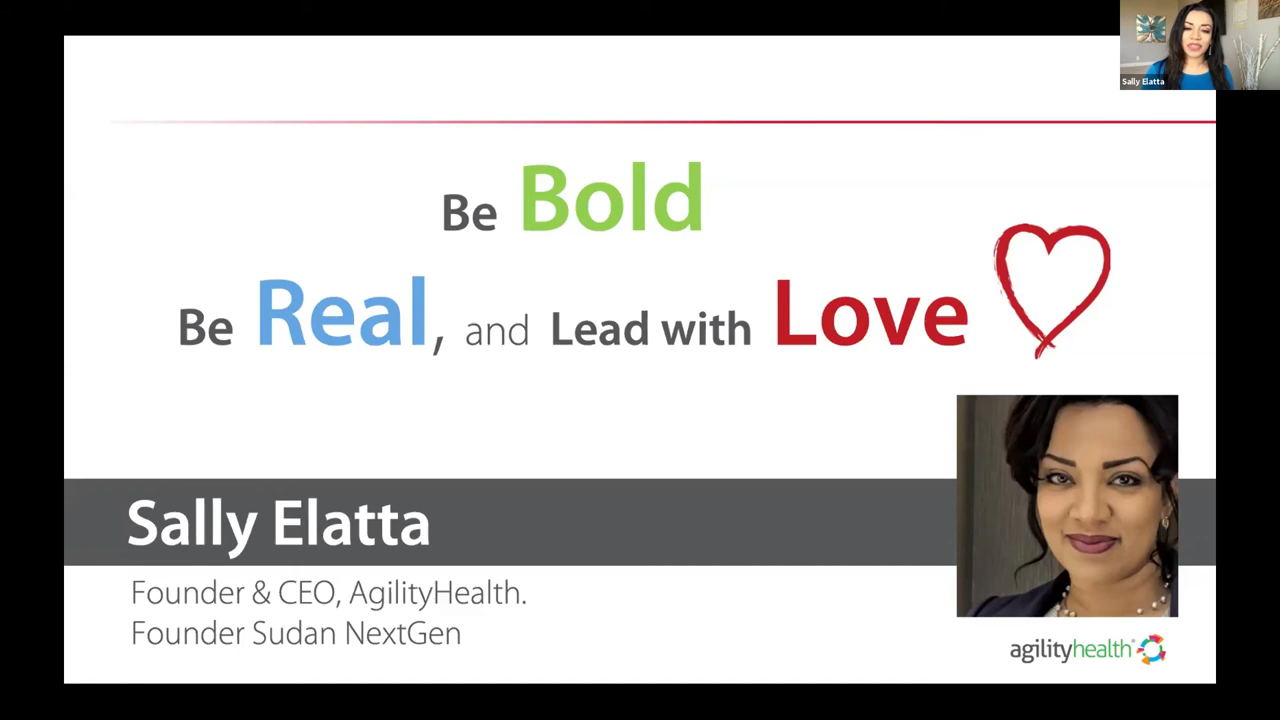 Sally Elatta
Be Bold
Be Real, and Lead with Love
Sally Elatta
Founder & CEO, AgilityHealth.
Founder Sudan NextGen
agilityhealth®